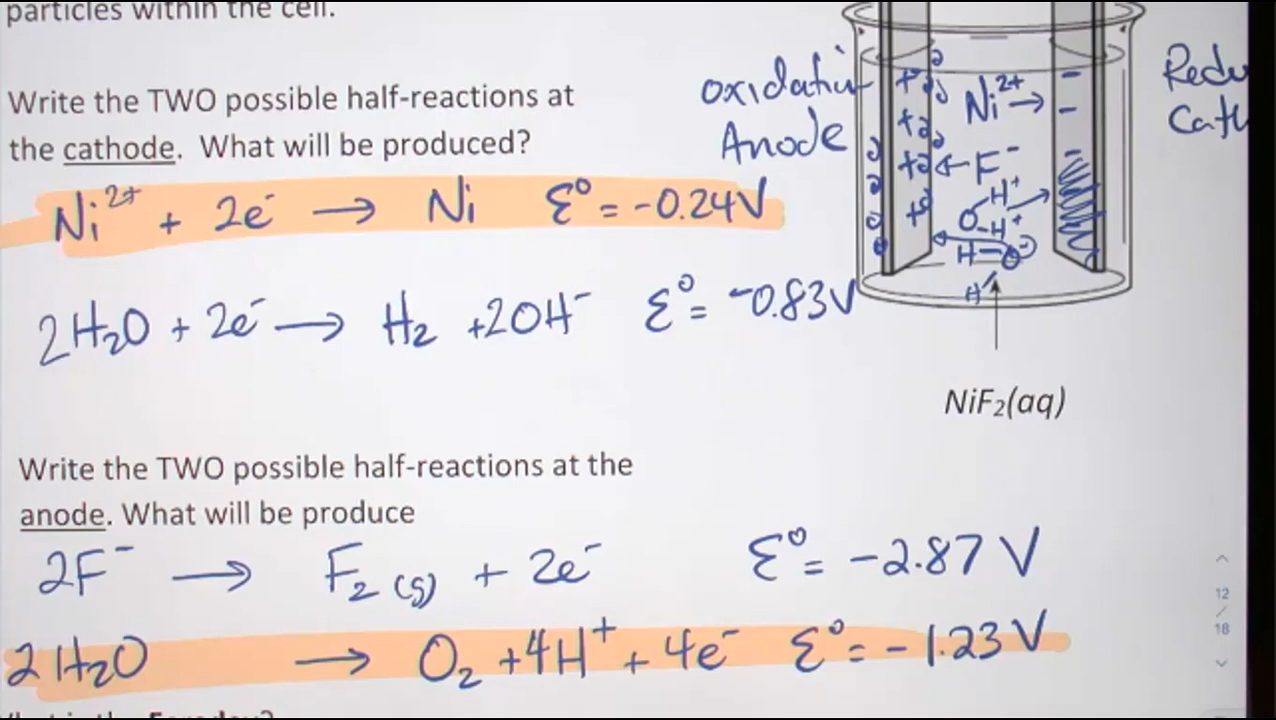 particles within the cell.
Write the TWO possible half-reactions at
the cathode. What will be produced?
Ni²⁺ + 2e⁻ → Ni ℰ° = -0.24V
2H₂O + 2e⁻ → H₂ + 2OH⁻ ℰ° = -0.83V
oxidation
Anode
Redu
Cath
Ni²⁺ →
← F⁻
H⁺
O-H⁺
H-O⁻
H
NiF₂(aq)
Write the TWO possible half-reactions at the
anode. What will be produce
2F⁻ → F₂(g) + 2e⁻ ℰ° = -2.87 V
2H₂O → O₂ + 4H⁺ + 4e⁻ ℰ° = -1.23 V
12
/
18